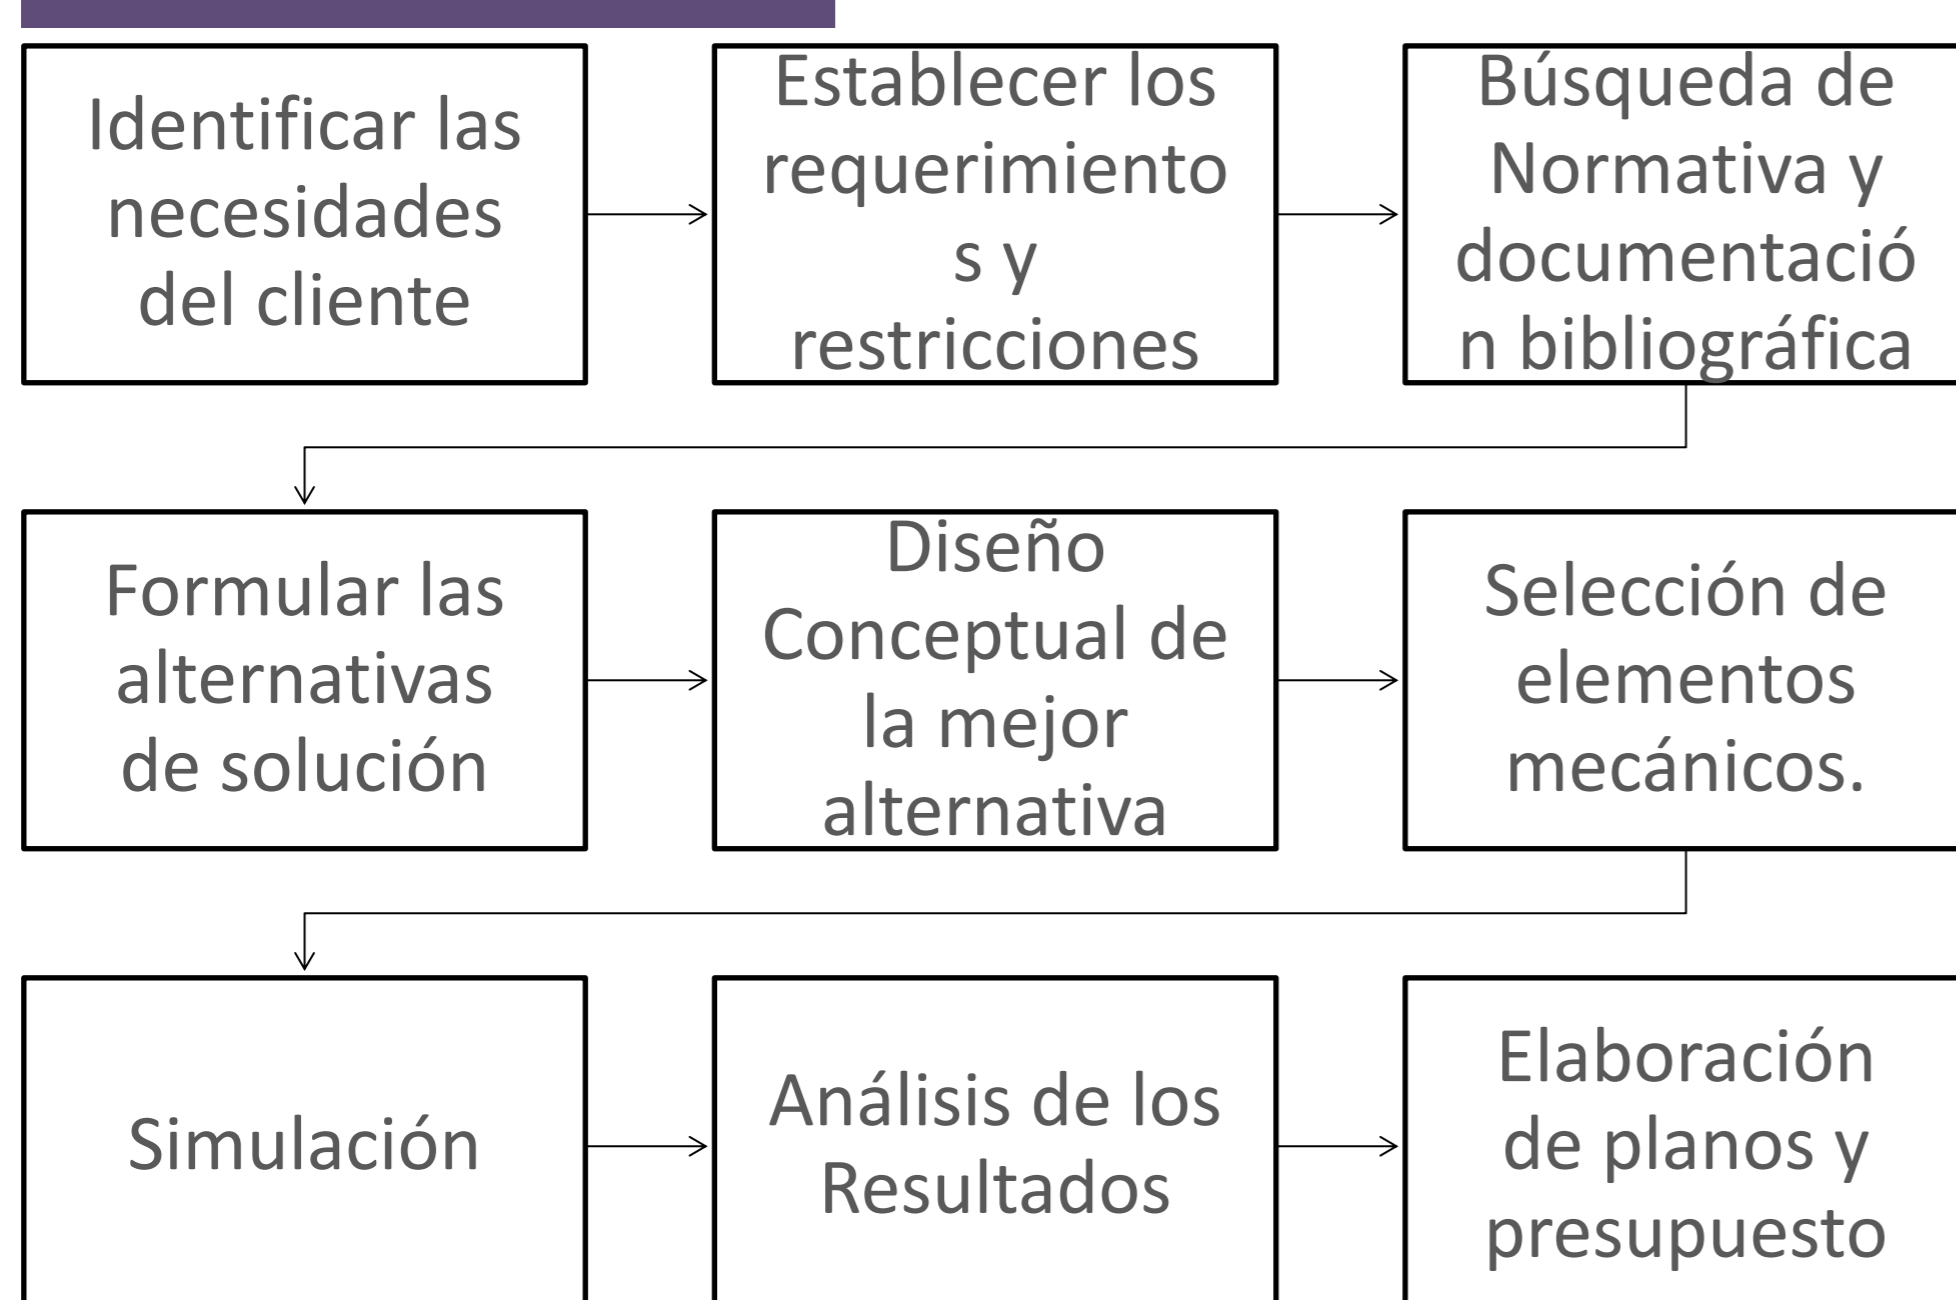 Identificar las
necesidades
del cliente
Establecer los
requerimiento
s y
restricciones
Búsqueda de
Normativa y
documentació
n bibliográfica
Formular las
alternativas
de solución
Diseño
Conceptual de
la mejor
alternativa
Selección de
elementos
mecánicos.
Simulación
Análisis de los
Resultados
Elaboración
de planos y
presupuesto